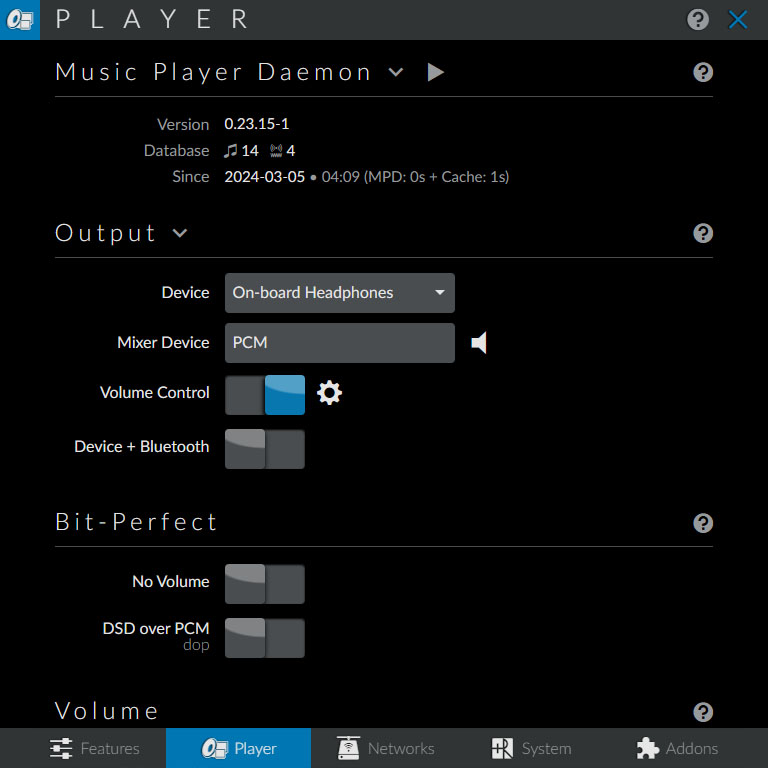 PLAYER
Music Player Daemon
Version 0.23.15-1
Database 14 4
Since 2024-03-05 • 04:09 (MPD: 0s + Cache: 1s)
Output
Device On-board Headphones
Mixer Device PCM
Volume Control
Device + Bluetooth
Bit-Perfect
No Volume
DSD over PCM
dop
Volume
Features Player Networks System Addons